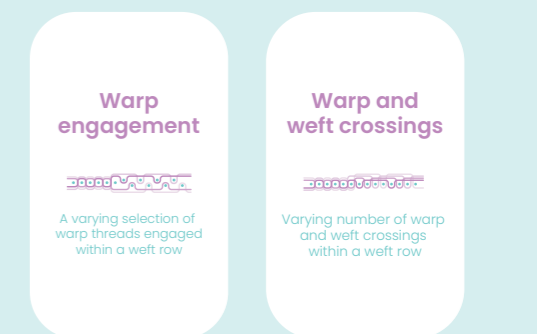 Warp
engagement
A varying selection of
warp threads engaged
within a weft row
Warp and
weft crossings
Varying number of warp
and weft crossings
within a weft row